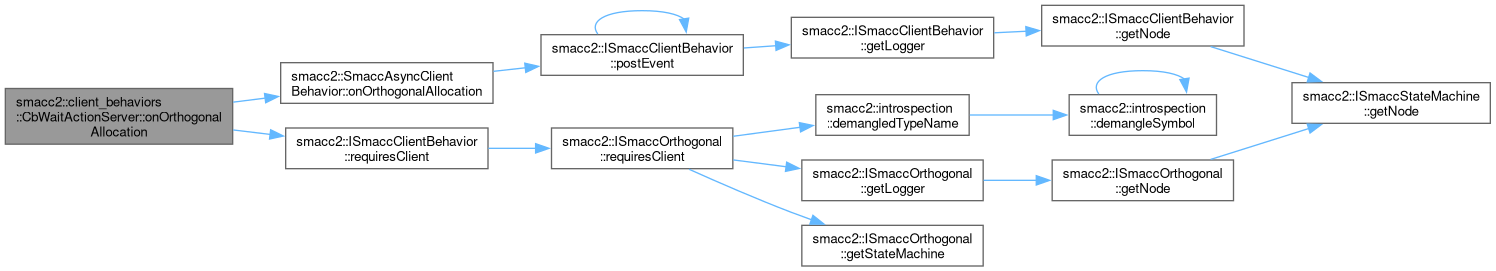 smacc2::client_behaviors
::CbWaitActionServer::onOrthogonal
Allocation
smacc2::SmaccAsyncClient
Behavior::onOrthogonalAllocation
smacc2::ISmaccClientBehavior
::postEvent
smacc2::ISmaccClientBehavior
::getLogger
smacc2::ISmaccClientBehavior
::getNode
smacc2::ISmaccStateMachine
::getNode
smacc2::ISmaccClientBehavior
::requiresClient
smacc2::ISmaccOrthogonal
::requiresClient
smacc2::introspection
::demangledTypeName
smacc2::introspection
::demangleSymbol
smacc2::ISmaccOrthogonal
::getLogger
smacc2::ISmaccOrthogonal
::getNode
smacc2::ISmaccOrthogonal
::getStateMachine